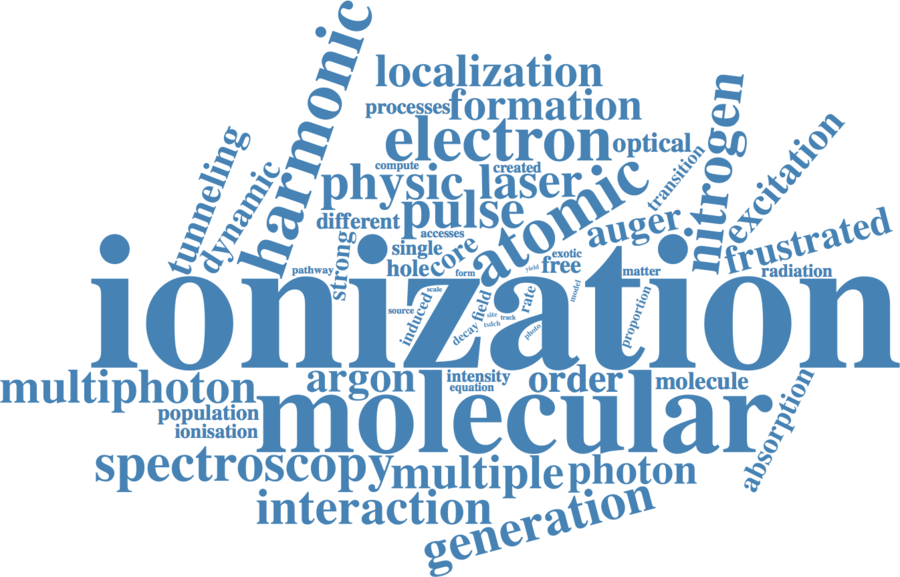 harmonic
localization
processes
formation
nitrogen
tunneling
electron
optical
excitation
dynamic
compute
created
transition
physic
laser
atomic
different
pulse
auger
frustrated
accesses
strong
single
core
hole
exotic
free
pathway
form
yield
matter
radiation
ionization
induced
scale
source
field
rate
model
proportion
decay
site
track
photo
multiphoton
argon
intensity
equation
order
molecule
absorption
population
ionisation
molecular
spectroscopy
multiple
photon
interaction
generation